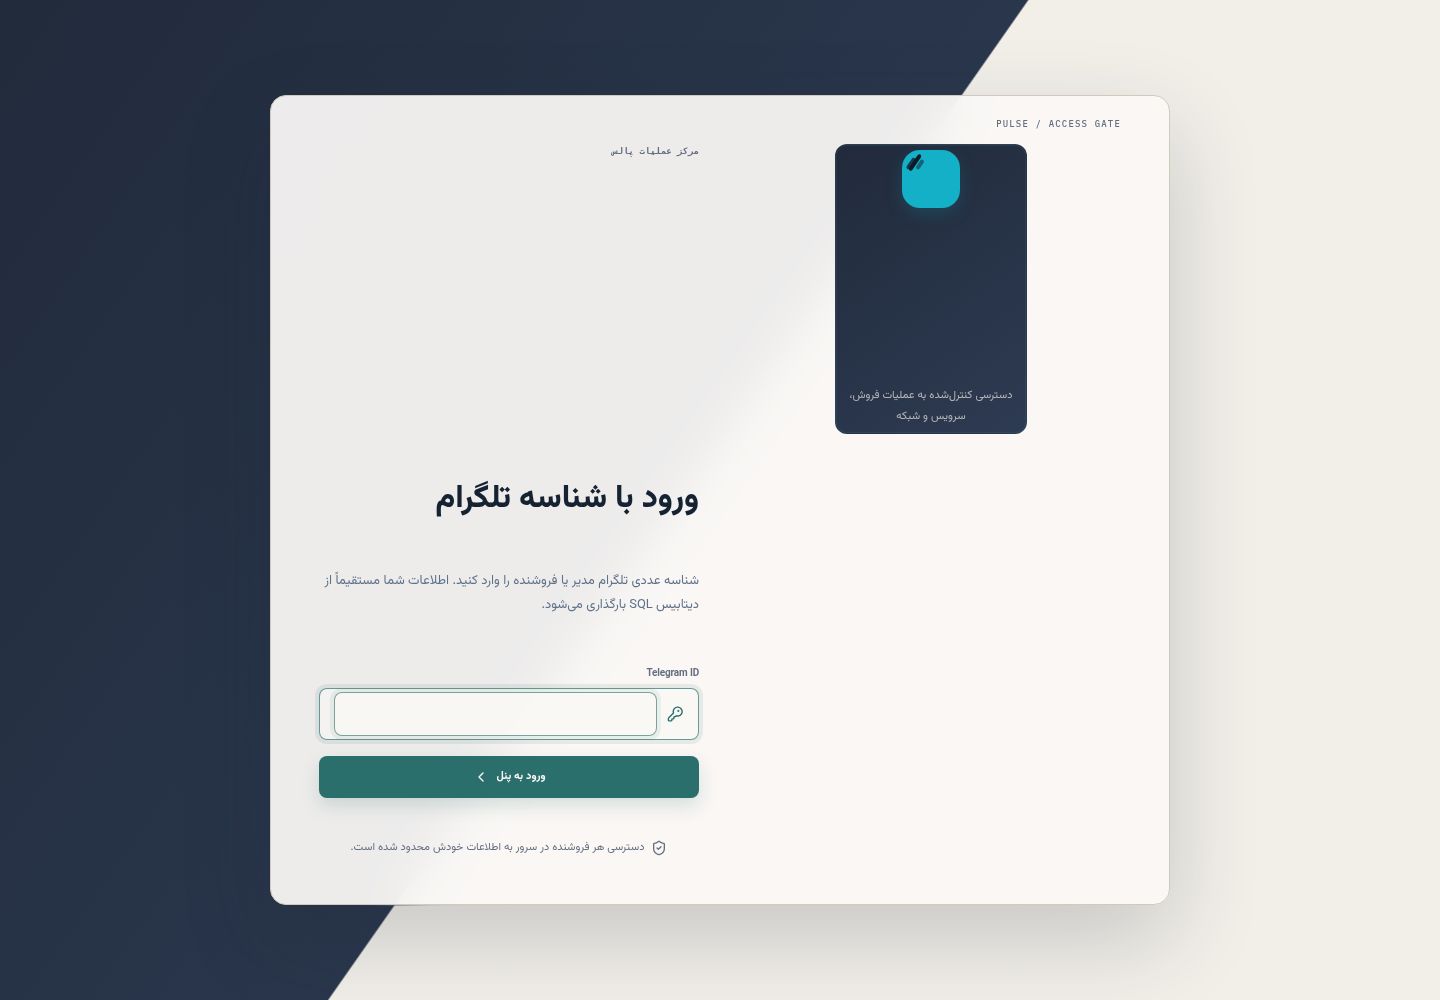 PULSE / ACCESS GATE
مرکز عملیات پالس
دسترسی کنترل‌شده به عملیات فروش،
سرویس و شبکه
ورود با شناسه تلگرام
شناسه عددی تلگرام مدیر یا فروشنده را وارد کنید. اطلاعات شما مستقیماً از
دیتابیس SQL بارگذاری می‌شود.
Telegram ID
ورود به پنل
دسترسی هر فروشنده در سرور به اطلاعات خودش محدود شده است.